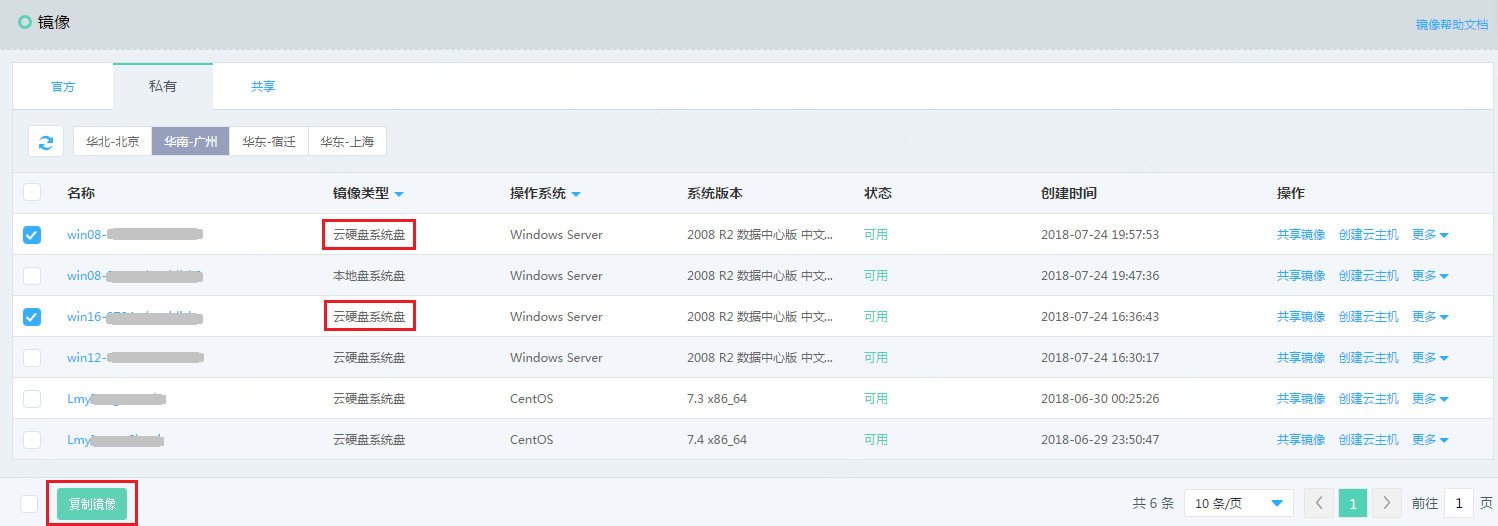 镜像
镜像帮助文档
官方 私有 共享
华北-北京 华南-广州 华东-宿迁 华东-上海
名称 镜像类型 操作系统 系统版本 状态 创建时间 操作
win08- 云硬盘系统盘 Windows Server 2008 R2 数据中心版 中文... 可用 2018-07-24 19:57:53 共享镜像 创建云主机 更多
win08- 本地盘系统盘 Windows Server 2008 R2 数据中心版 中文... 可用 2018-07-24 19:47:36 共享镜像 创建云主机 更多
win16- 云硬盘系统盘 Windows Server 2008 R2 数据中心版 中文... 可用 2018-07-24 16:36:43 共享镜像 创建云主机 更多
win12- 云硬盘系统盘 Windows Server 2008 R2 数据中心版 中文... 可用 2018-07-24 16:30:17 共享镜像 创建云主机 更多
Lmy 云硬盘系统盘 CentOS 7.3 x86_64 可用 2018-06-30 00:25:26 共享镜像 创建云主机 更多
Lmy 云硬盘系统盘 CentOS 7.4 x86_64 可用 2018-06-29 23:50:47 共享镜像 创建云主机 更多
复制镜像 共 6 条 10 条/页 1 前往 1 页